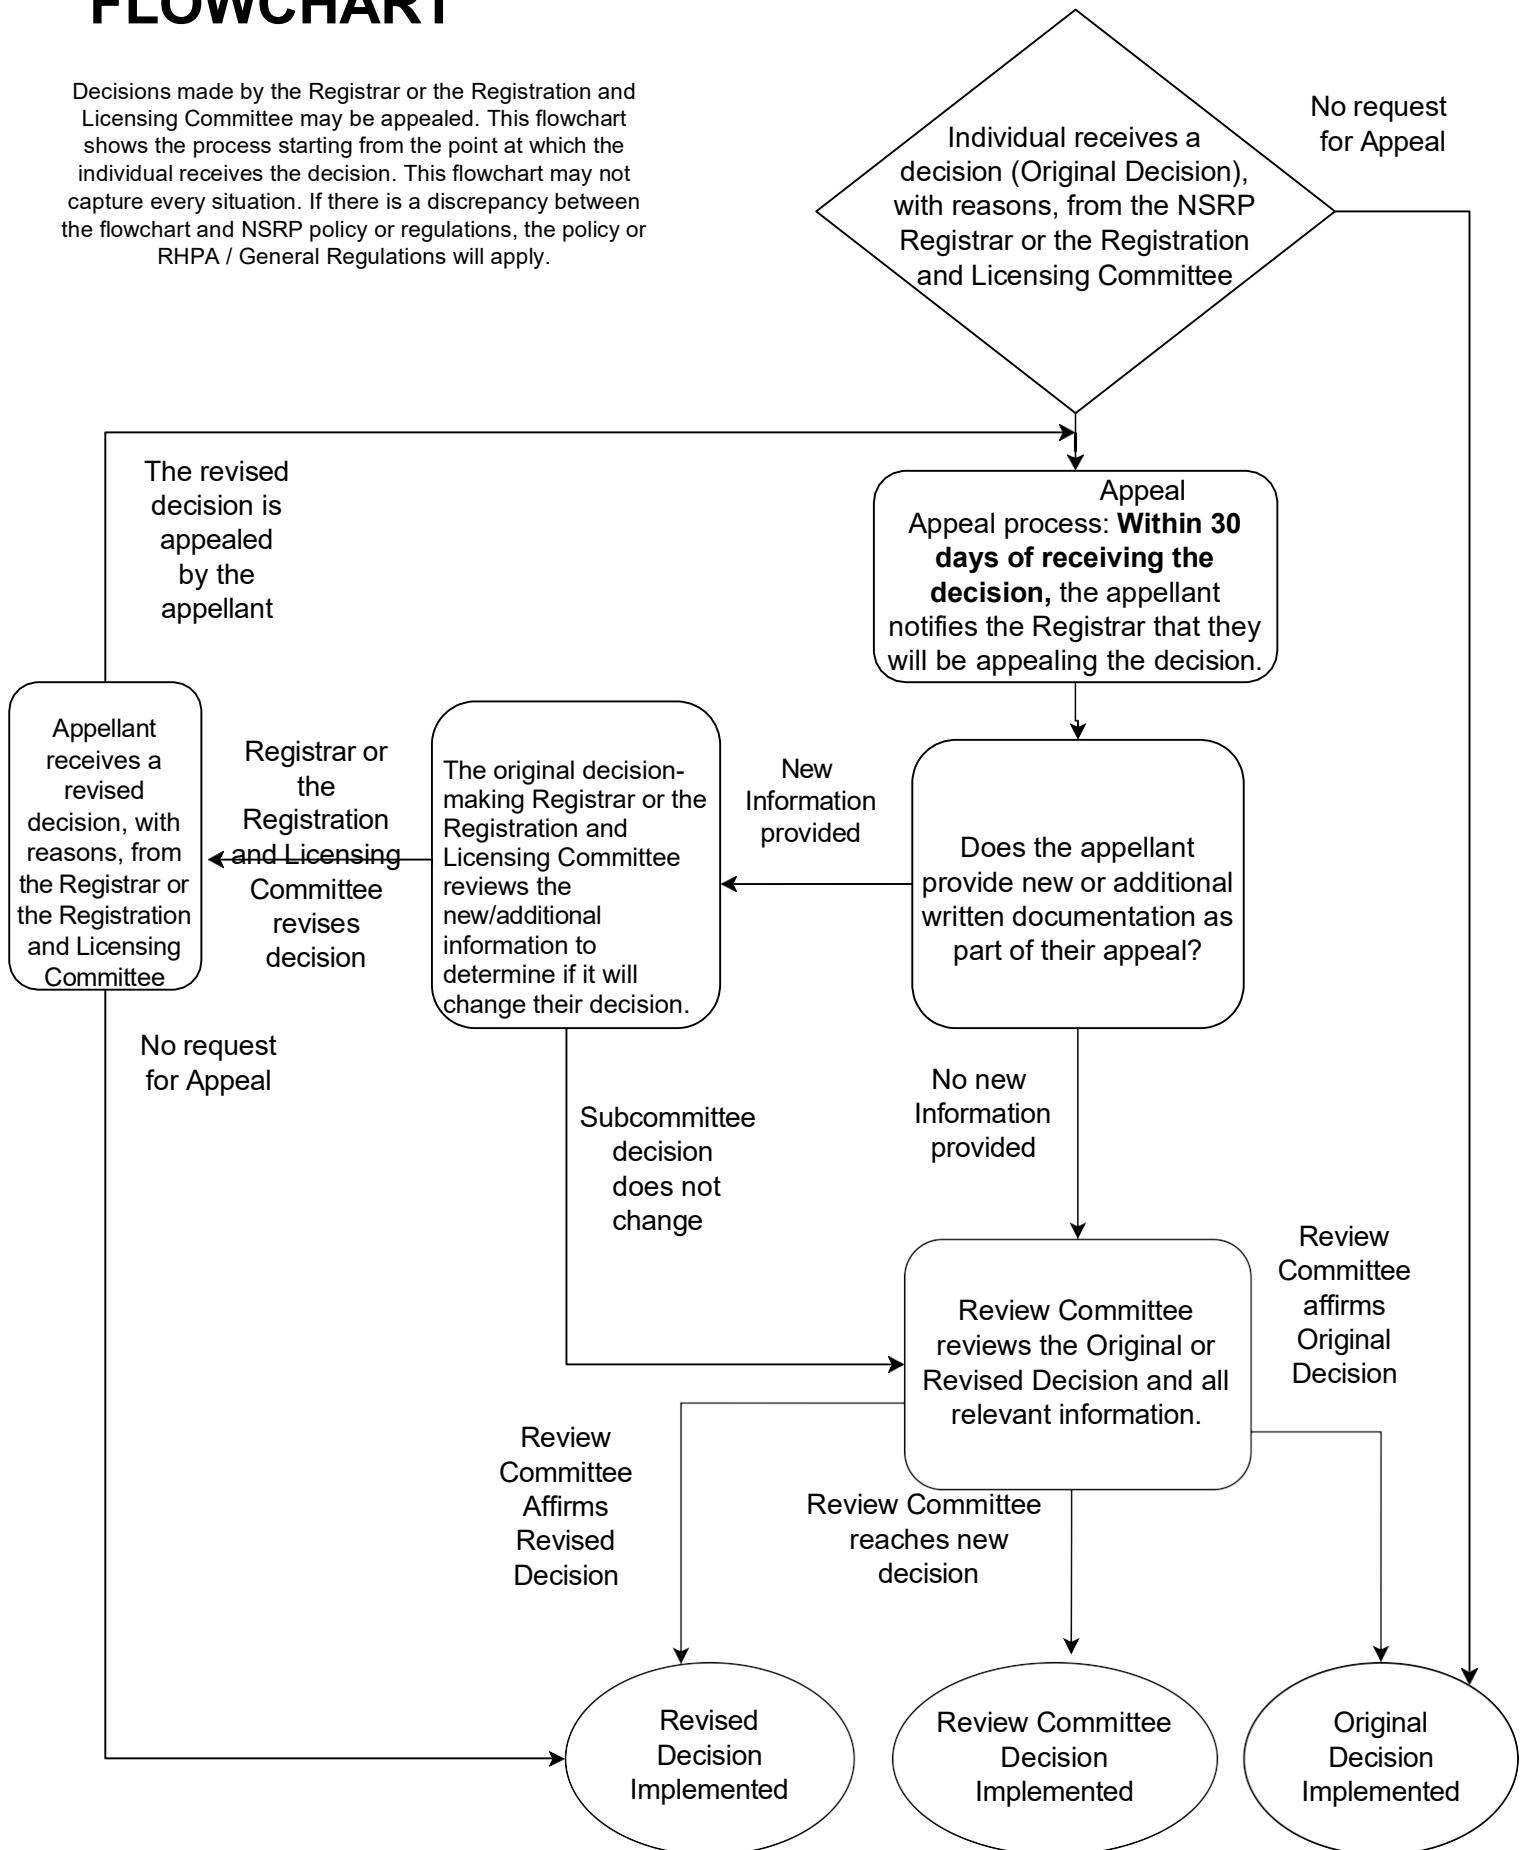 FLOWCHART
Decisions made by the Registrar or the Registration and
Licensing Committee may be appealed. This flowchart
shows the process starting from the point at which the
individual receives the decision. This flowchart may not
capture every situation. If there is a discrepancy between
the flowchart and NSRP policy or regulations, the policy or
RHPA / General Regulations will apply.
Individual receives a
decision (Original Decision),
with reasons, from the NSRP
Registrar or the Registration
and Licensing Committee
No request
for Appeal
The revised
decision is
appealed
by the
appellant
Appeal
Appeal process: Within 30
days of receiving the
decision, the appellant
notifies the Registrar that they
will be appealing the decision.
Appellant
receives a
revised
decision, with
reasons, from
the Registrar or
the Registration
and Licensing
Committee
Registrar or
the
Registration
and Licensing
Committee
revises
decision
The original decision-
making Registrar or the
Registration and
Licensing Committee
reviews the
new/additional
information to
determine if it will
change their decision.
New
Information
provided
Does the appellant
provide new or additional
written documentation as
part of their appeal?
No request
for Appeal
Subcommittee
decision
does not
change
No new
Information
provided
Review Committee
reviews the Original or
Revised Decision and all
relevant information.
Review
Committee
affirms
Original
Decision
Review
Committee
Affirms
Revised
Decision
Review Committee
reaches new
decision
Revised
Decision
Implemented
Review Committee
Decision
Implemented
Original
Decision
Implemented